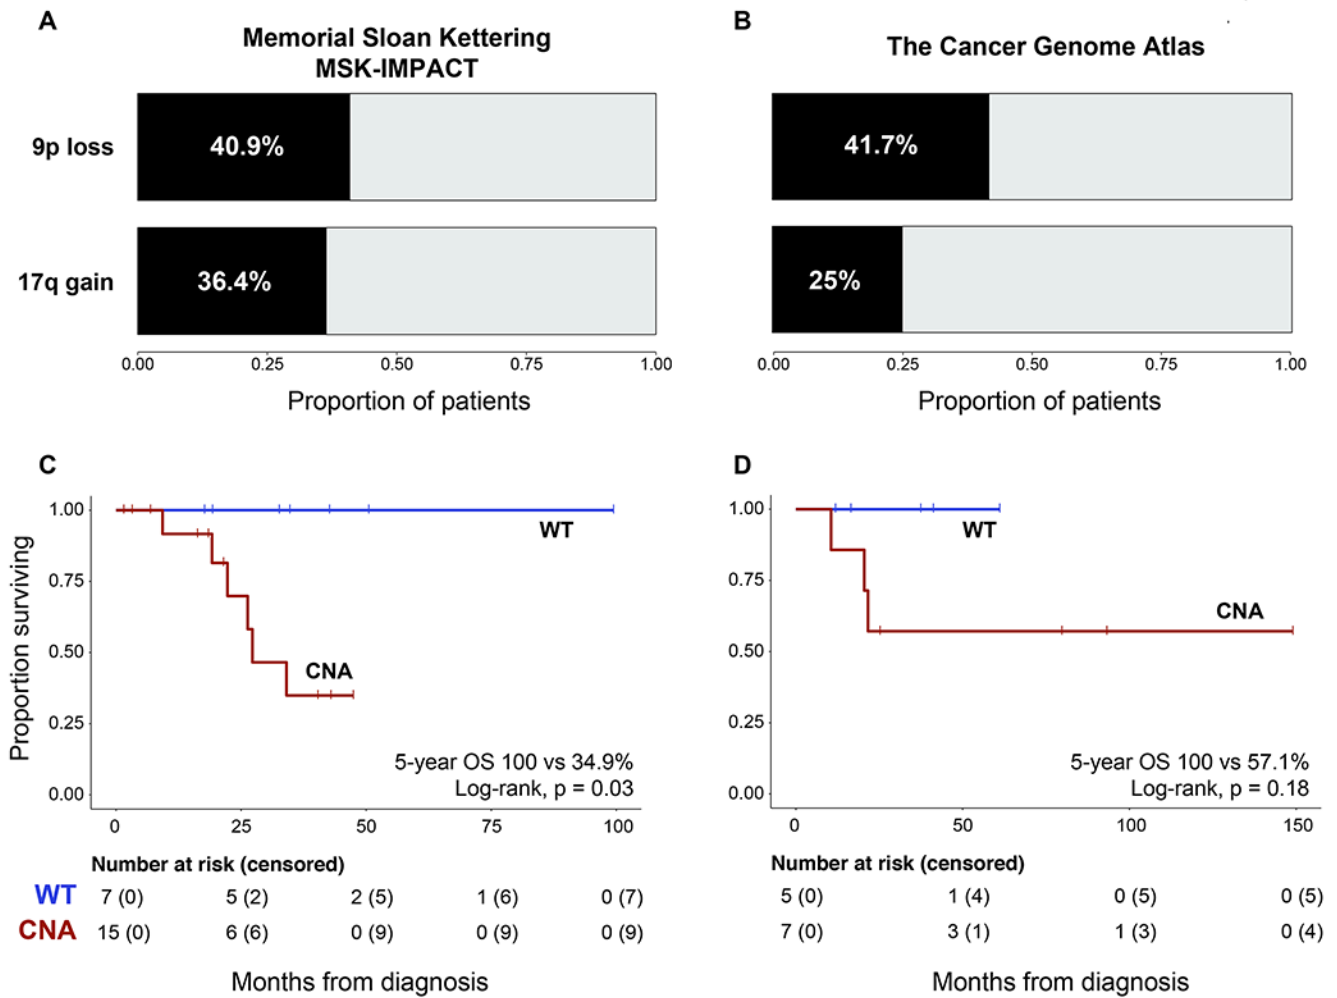 A
Memorial Sloan Kettering
MSK-IMPACT
9p loss
40.9%
17q gain
36.4%
0.00 0.25 0.50 0.75 1.00
Proportion of patients
B
The Cancer Genome Atlas
41.7%
25%
0.00 0.25 0.50 0.75 1.00
Proportion of patients
C
Proportion surviving
1.00
0.75
0.50
0.25
0.00
WT
CNA
5-year OS 100 vs 34.9%
Log-rank, p = 0.03
0 25 50 75 100
Number at risk (censored)
WT 7 (0) 5 (2) 2 (5) 1 (6) 0 (7)
CNA 15 (0) 6 (6) 0 (9) 0 (9) 0 (9)
Months from diagnosis
D
1.00
0.75
0.50
0.25
0.00
WT
CNA
5-year OS 100 vs 57.1%
Log-rank, p = 0.18
0 50 100 150
Number at risk (censored)
5 (0) 1 (4) 0 (5) 0 (5)
7 (0) 3 (1) 1 (3) 0 (4)
Months from diagnosis